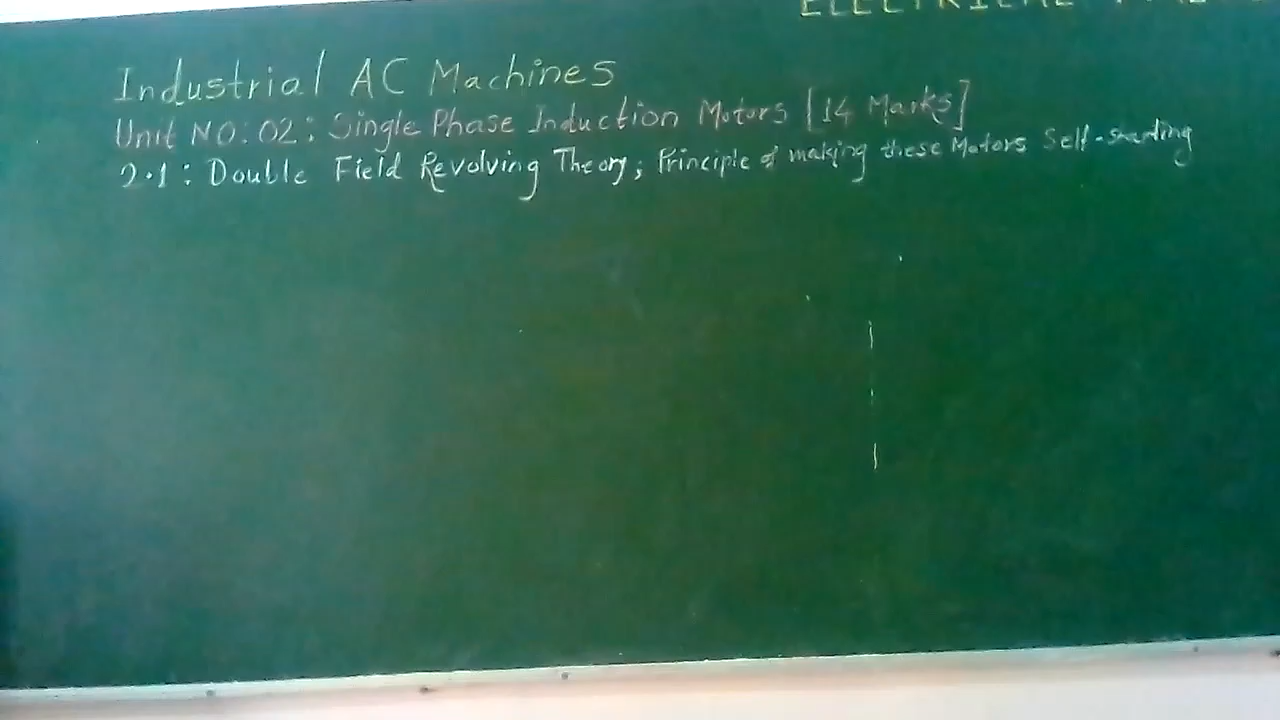 ELECTRICAL
Industrial AC Machines
Unit NO: 02: Single Phase Induction Motors [14 Marks]
2.1: Double Field Revolving Theory; Principle of making these Motors Self-starting